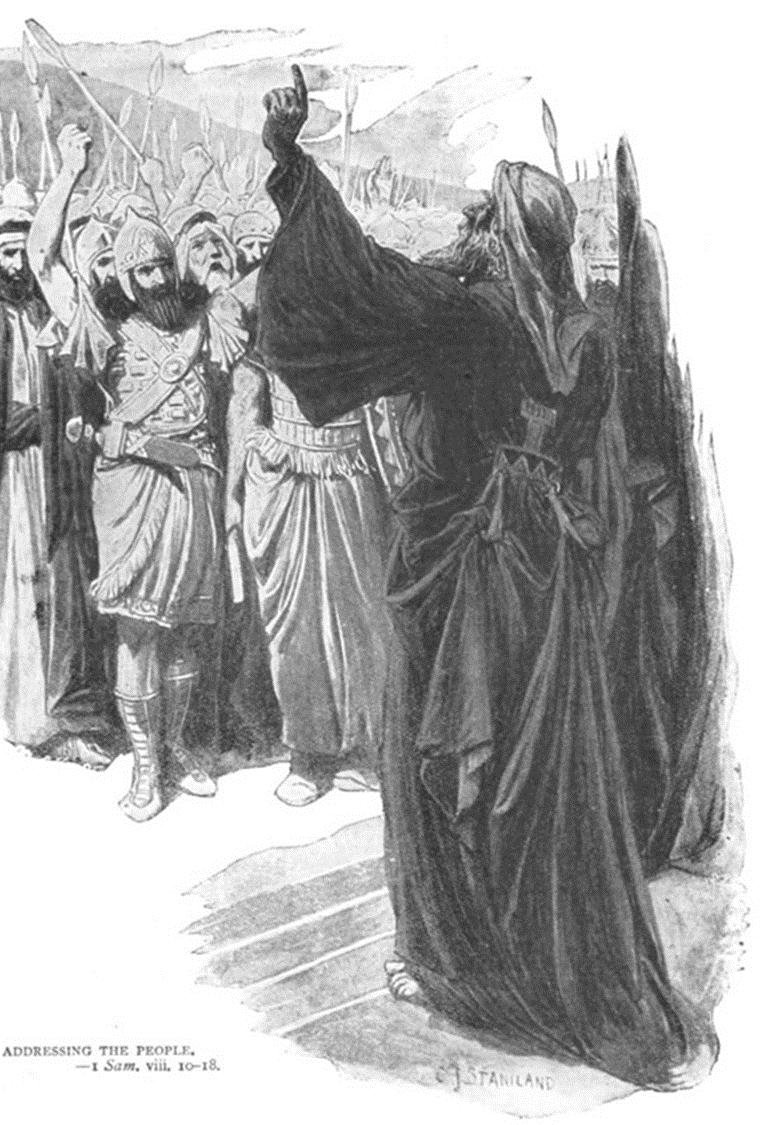 ADDRESSING THE PEOPLE.
—1 Sam. viii. 10-18.
C J STANILAND